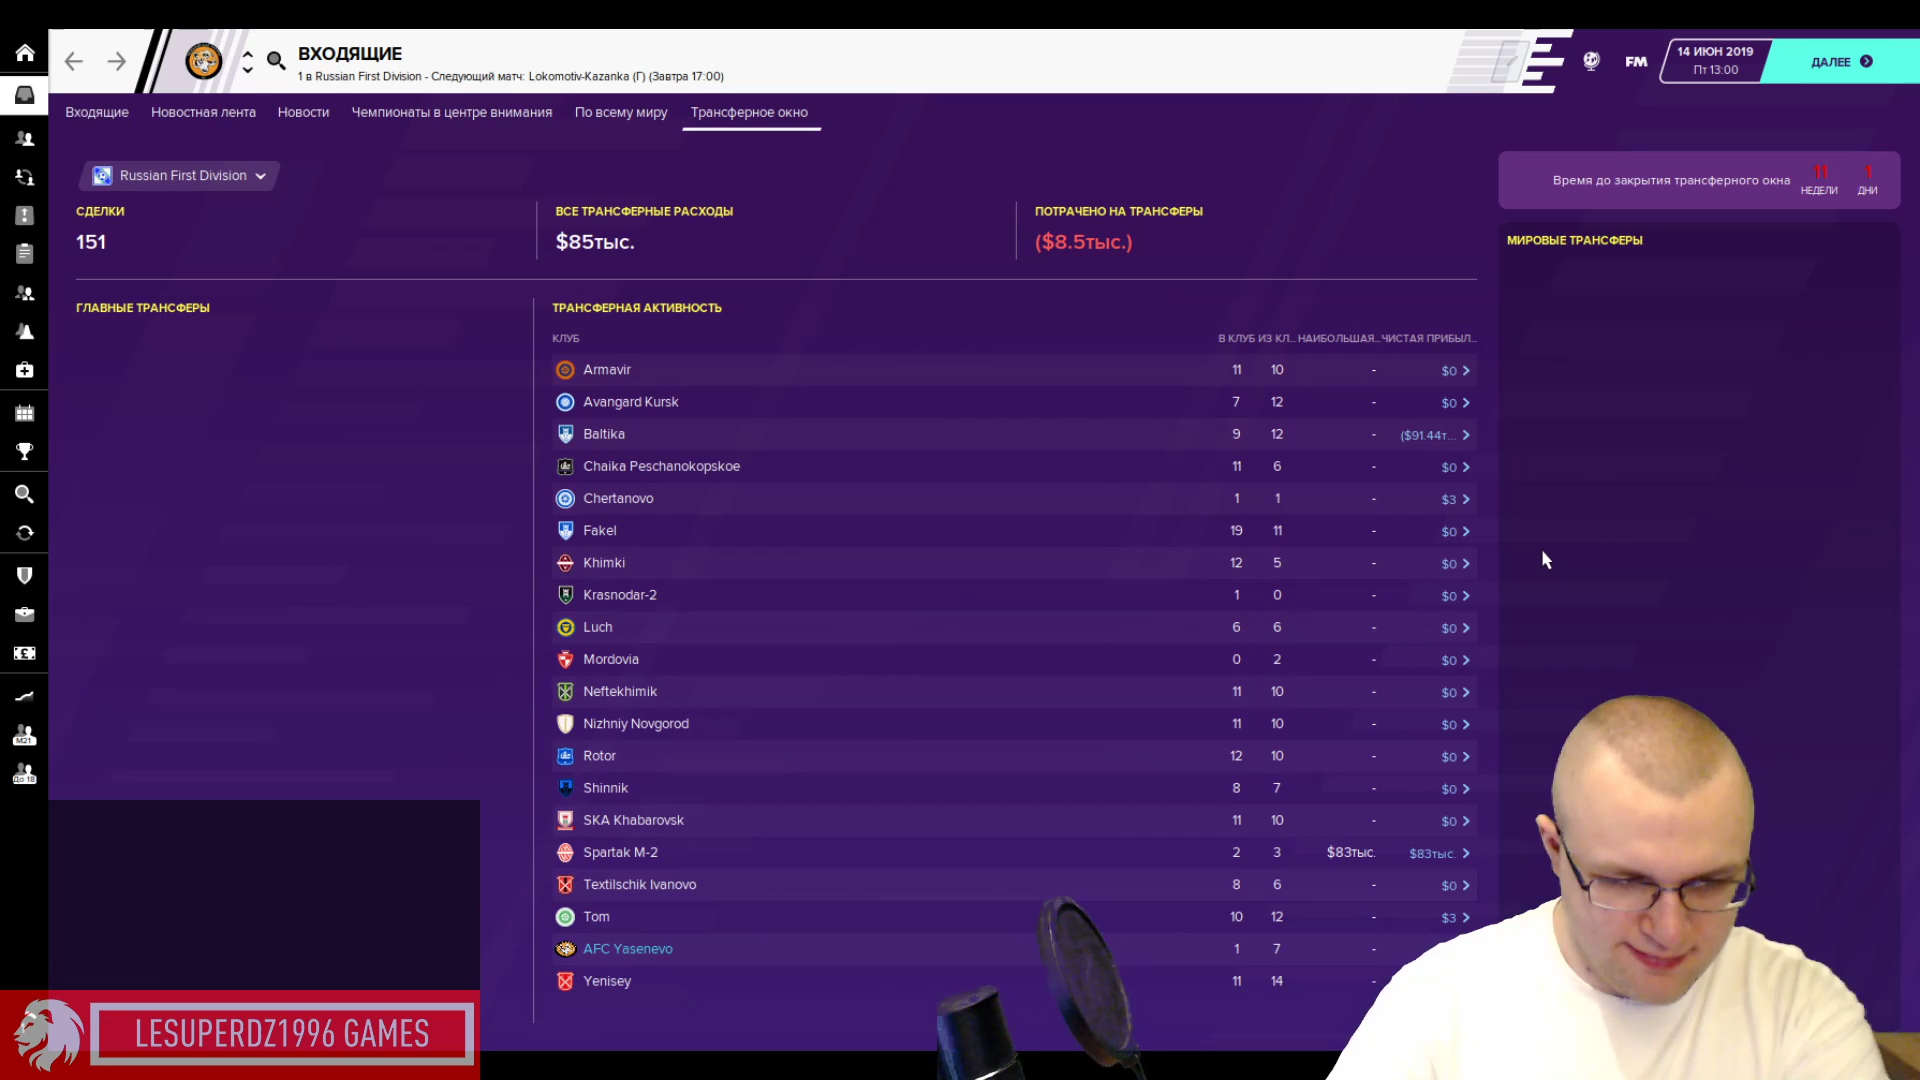 ВХОДЯЩИЕ
1 в Russian First Division - Следующий матч: Lokomotiv-Kazanka (Г) (Завтра 17:00)
FM
14 ИЮН 2019
Пт 13:00
ДАЛЕЕ
Входящие Новостная лента Новости Чемпионаты в центре внимания По всему миру Трансферное окно
Russian First Division
Время до закрытия трансферного окна 11 НЕДЕЛИ 1 ДНИ
СДЕЛКИ
151
ВСЕ ТРАНСФЕРНЫЕ РАСХОДЫ
$85тыс.
ПОТРАЧЕНО НА ТРАНСФЕРЫ
($8.5тыс.)
МИРОВЫЕ ТРАНСФЕРЫ
ГЛАВНЫЕ ТРАНСФЕРЫ
ТРАНСФЕРНАЯ АКТИВНОСТЬ
КЛУБ В КЛУБ ИЗ КЛ... НАИБОЛЬШАЯ... ЧИСТАЯ ПРИБЫЛ...
Armavir 11 10 - $0
Avangard Kursk 7 12 - $0
Baltika 9 12 - ($91.44т...
Chaika Peschanokopskoe 11 6 - $0
Chertanovo 1 1 - $3
Fakel 19 11 - $0
Khimki 12 5 - $0
Krasnodar-2 1 0 - $0
Luch 6 6 - $0
Mordovia 0 2 - $0
Neftekhimik 11 10 - $0
Nizhniy Novgorod 11 10 - $0
Rotor 12 10 - $0
Shinnik 8 7 - $0
SKA Khabarovsk 11 10 - $0
Spartak M-2 2 3 $83тыс. $83тыс.
Textilschik Ivanovo 8 6 - $0
Tom 10 12 - $3
AFC Yasenevo 1 7 -
Yenisey 11 14 -
M21
До 18
LESUPERDZ1996 GAMES